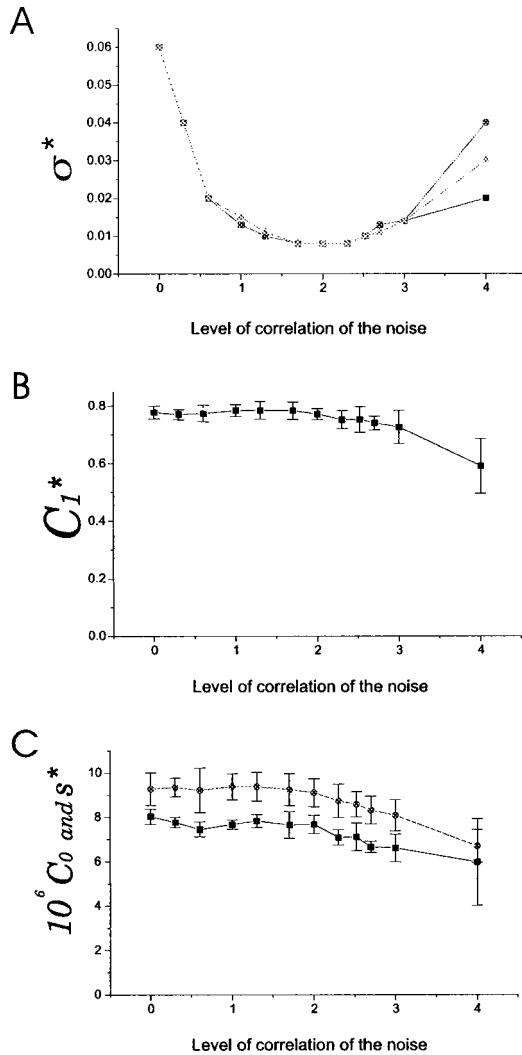 A
0.06
0.05
0.04
0.03
0.02
0.01
0.00
σ*
0 1 2 3 4
Level of correlation of the noise
B
0.8
0.6
0.4
0.2
0.0
C₁*
0 1 2 3 4
Level of correlation of the noise
C
10
8
6
4
2
0
10⁶ C₀ and s*
0 1 2 3 4
Level of correlation of the noise